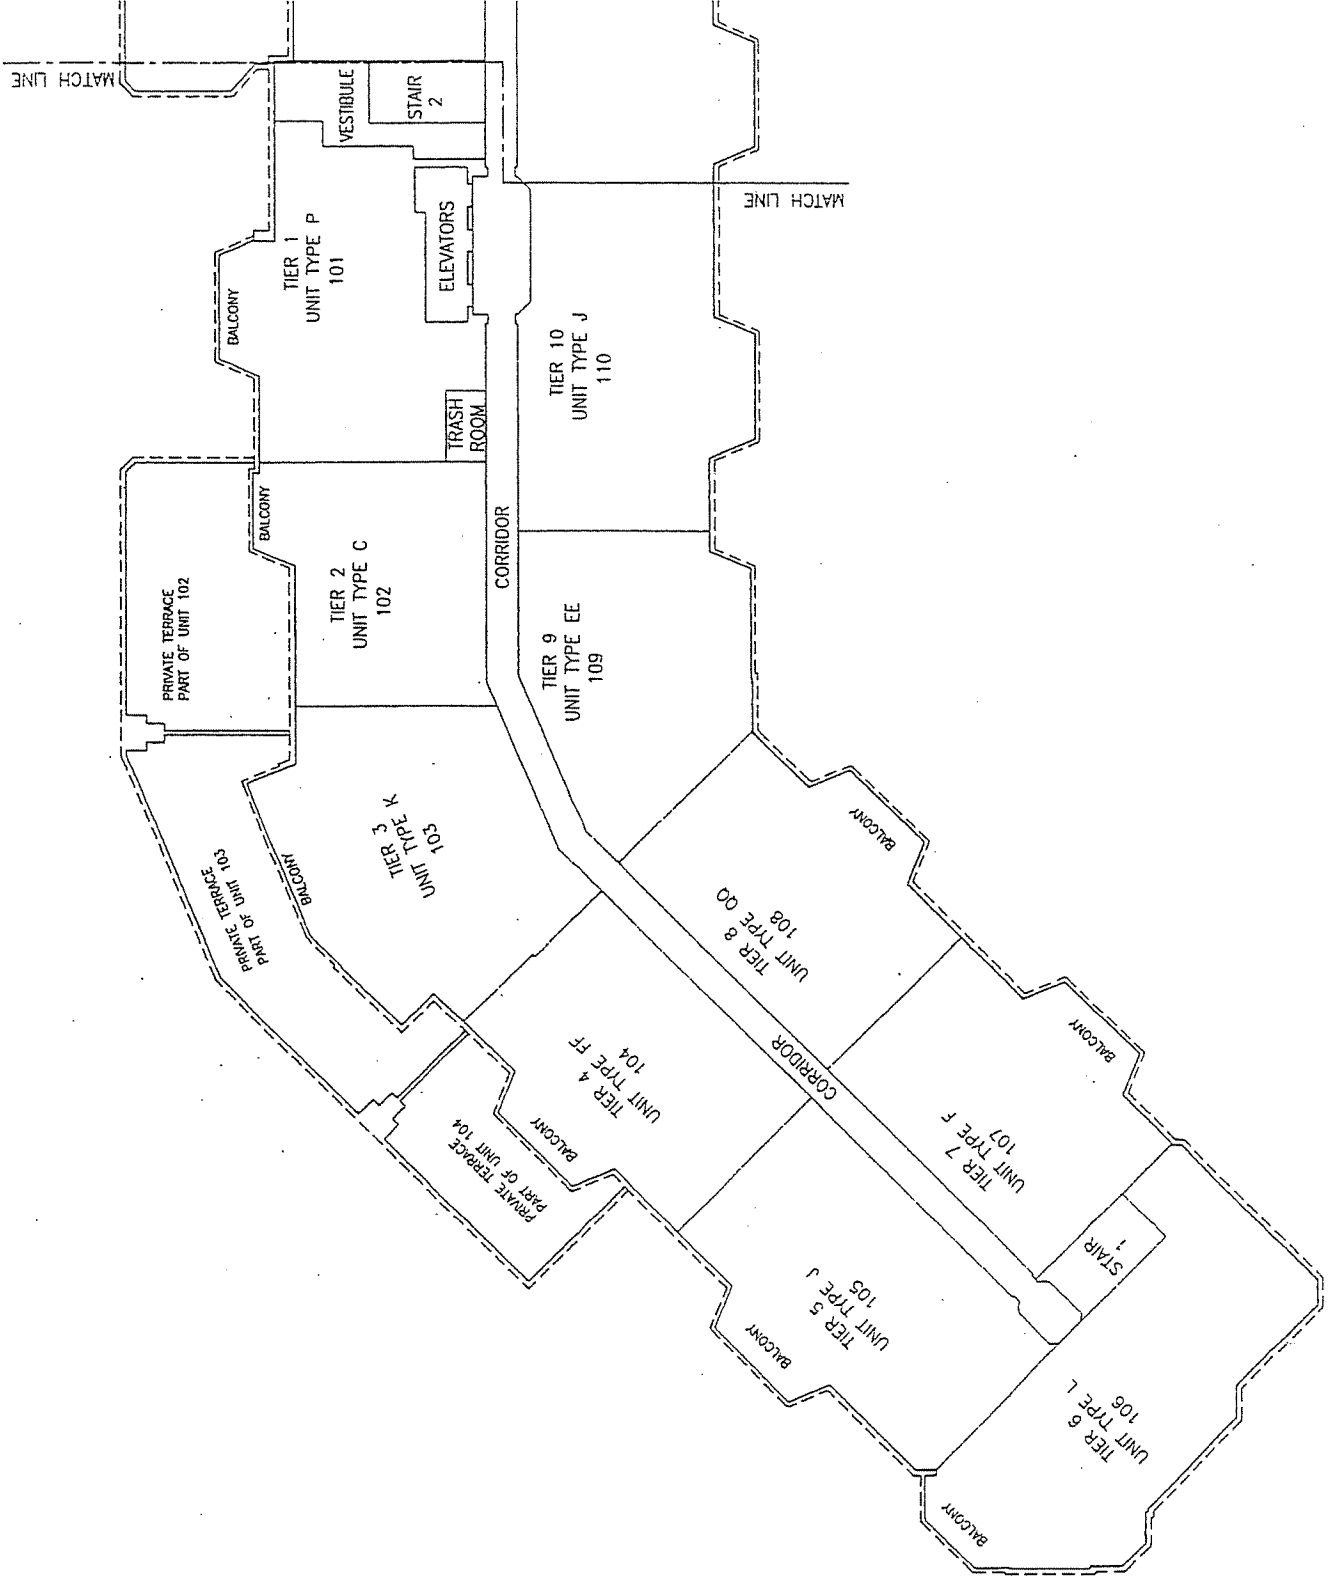 MATCH LINE
VESTIBULE
STAIR
2
MATCH LINE
ELEVATORS
TIER 1
UNIT TYPE P
101
BALCONY
TIER 10
UNIT TYPE J
110
TRASH
ROOM
BALCONY
CORRIDOR
TIER 2
UNIT TYPE C
102
PRIVATE TERRACE
PART OF UNIT 102
TIER 9
UNIT TYPE EE
109
TIER 3
UNIT TYPE K
103
BALCONY
PRIVATE TERRACE
PART OF UNIT 103
BALCONY
TIER 8
UNIT TYPE QQ
108
CORRIDOR
TIER 4
UNIT TYPE FF
104
BALCONY
PRIVATE TERRACE
PART OF UNIT 104
BALCONY
TIER 7
UNIT TYPE F
107
STAIR
1
TIER 5
UNIT TYPE J
105
BALCONY
TIER 6
UNIT TYPE L
106
BALCONY